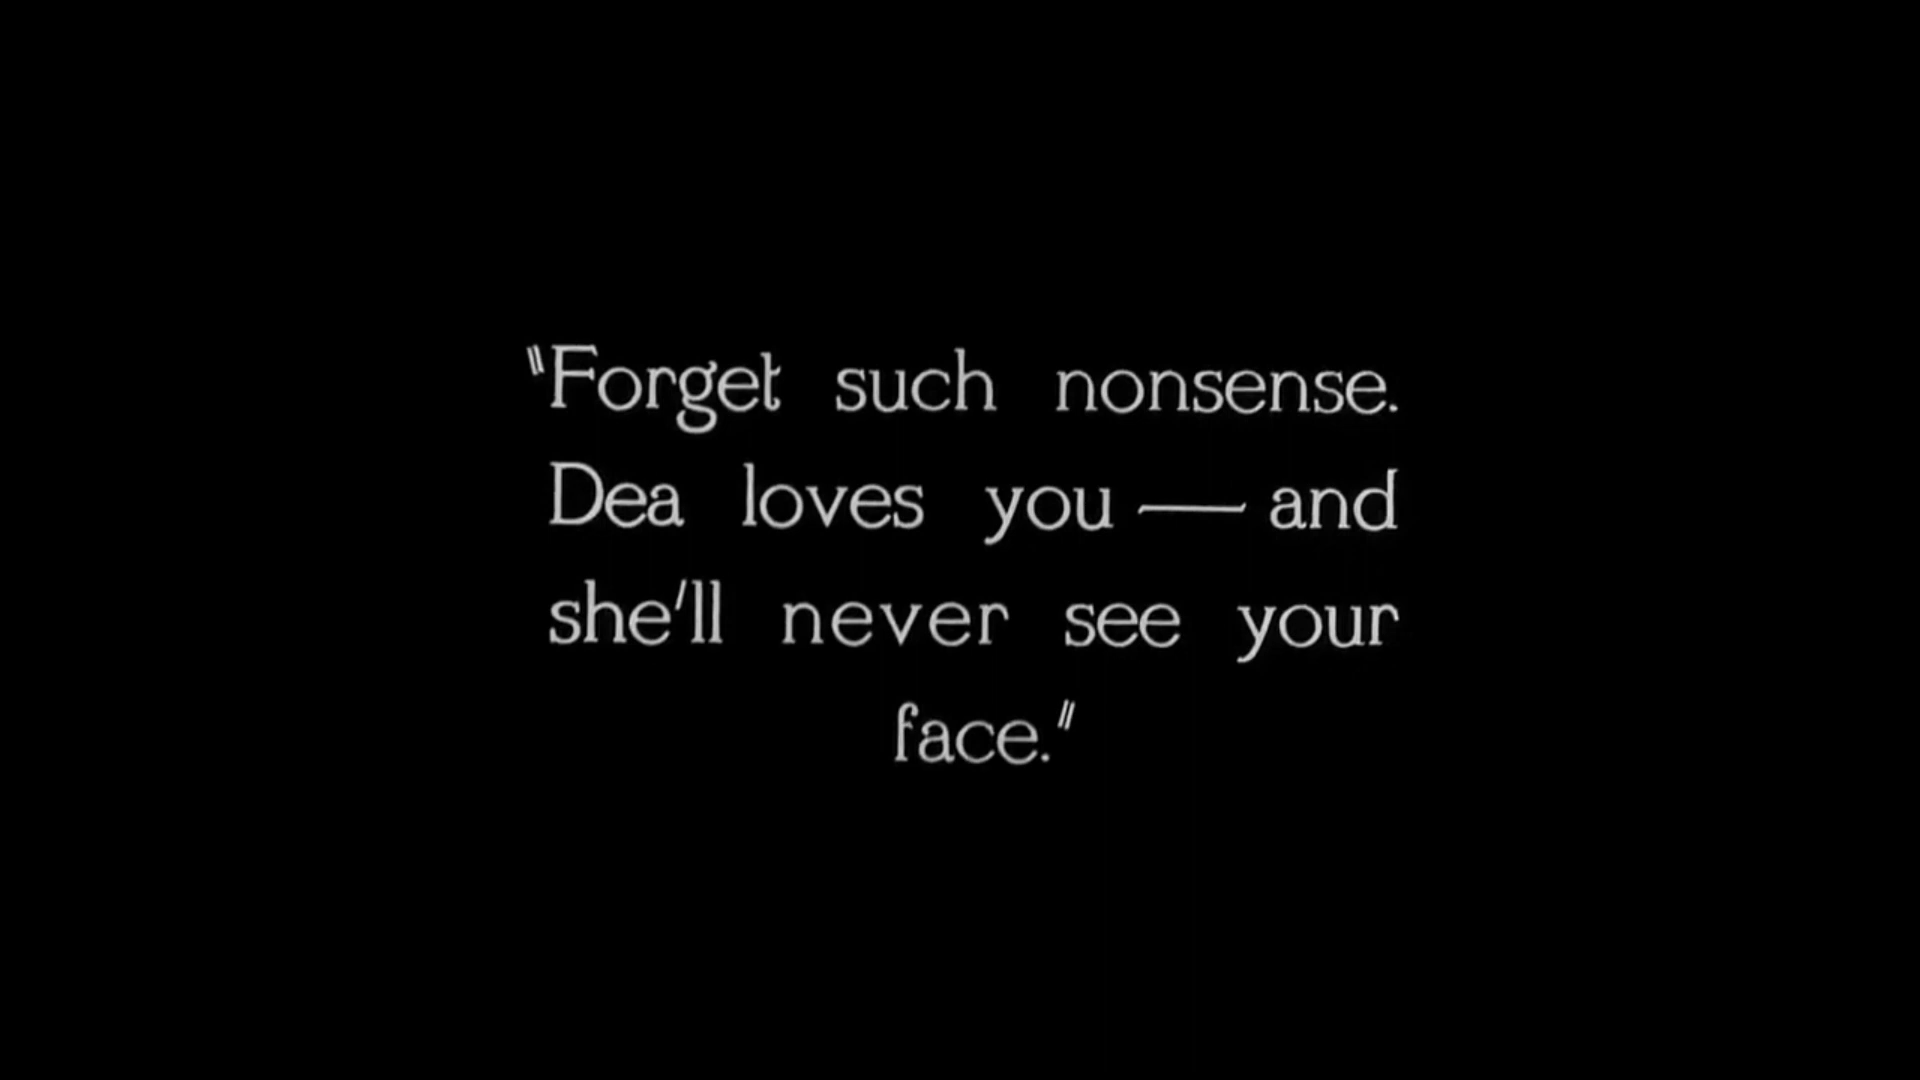 "Forget such nonsense.
Dea loves you — and
she'll never see your
face."